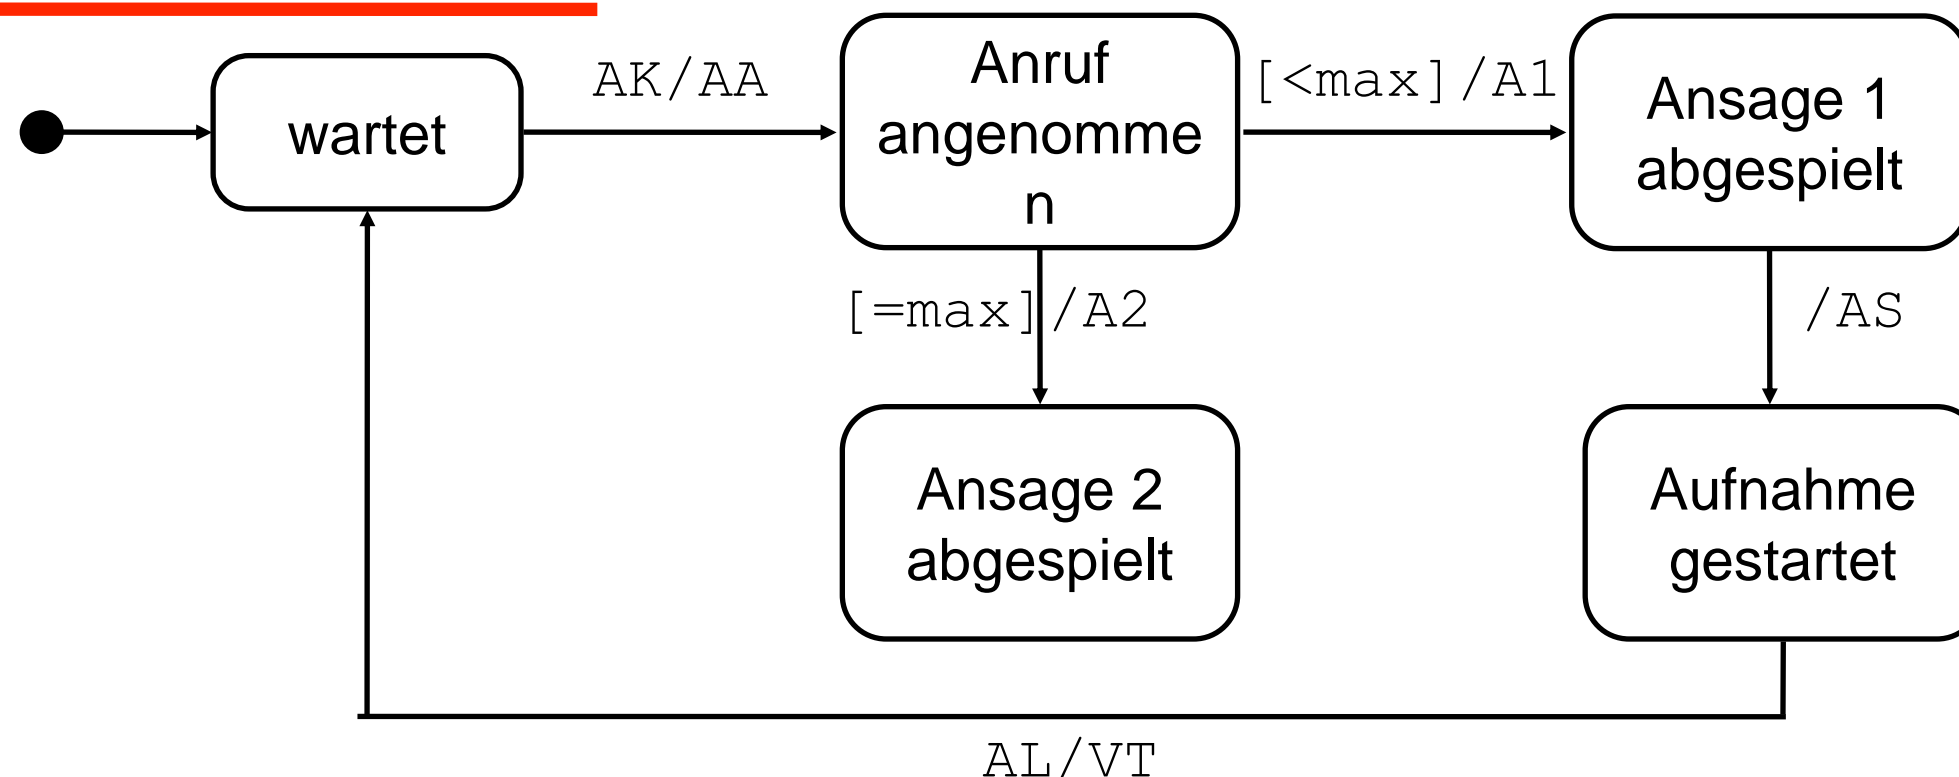 wartet
AK/AA
Anruf
angenomme
n
[<max]/A1
Ansage 1
abgespielt
[=max]/A2
/AS
Ansage 2
abgespielt
Aufnahme
gestartet
AL/VT